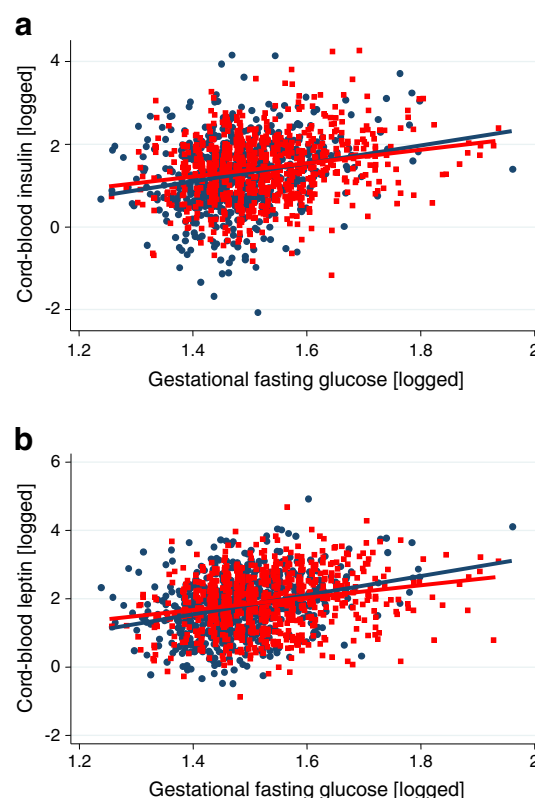 a
Cord-blood insulin [logged]
4
2
0
-2
1.2 1.4 1.6 1.8 2
Gestational fasting glucose [logged]
b
Cord-blood leptin [logged]
6
4
2
0
-2
1.2 1.4 1.6 1.8 2
Gestational fasting glucose [logged]